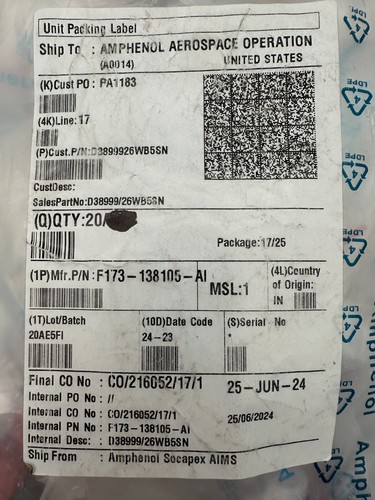 Unit Packing Label
Ship To : AMPHENOL AEROSPACE OPERATION
(A0014) UNITED STATES
(K)Cust PO : PA1183
(4K)Line: 17
(P)Cust.P/N:D3899926WB5SN
CustDesc:
SalesPartNo:D38999/26WB5SN
(Q)QTY:20
Package:17/25
(1P)Mfr.P/N: F173-138105-AI
MSL:1
(4L)Country of Origin:
IN
(1T)Lot/Batch
20AE5FI
(10D)Date Code
24-23
(S)Serial No
*
Final CO No : CO/216052/17/1 25-JUN-24
Internal PO No : //
Internal CO No : CO/216052/17/1 25/06/2024
Internal PN No : F173-138105-AI
Internal Desc: D38999/26WB5SN
Ship From : Amphenol Socapex AIMS
LDPE
LDPE
LDPE
LDPE
LDPE
Amphenol